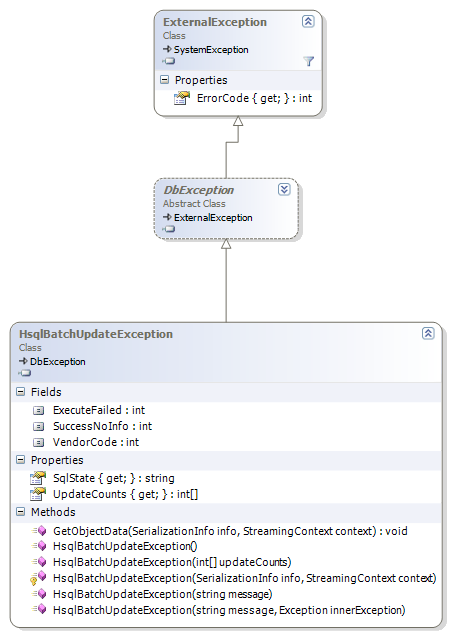 ExternalException
Class
SystemException
Properties
ErrorCode { get; } : int
DbException
Abstract Class
ExternalException
HsqlBatchUpdateException
Class
DbException
Fields
ExecuteFailed : int
SuccessNoInfo : int
VendorCode : int
Properties
SqlState { get; } : string
UpdateCounts { get; } : int[]
Methods
GetObjectData(SerializationInfo info, StreamingContext context) : void
HsqlBatchUpdateException()
HsqlBatchUpdateException(int[] updateCounts)
HsqlBatchUpdateException(SerializationInfo info, StreamingContext context)
HsqlBatchUpdateException(string message)
HsqlBatchUpdateException(string message, Exception innerException)